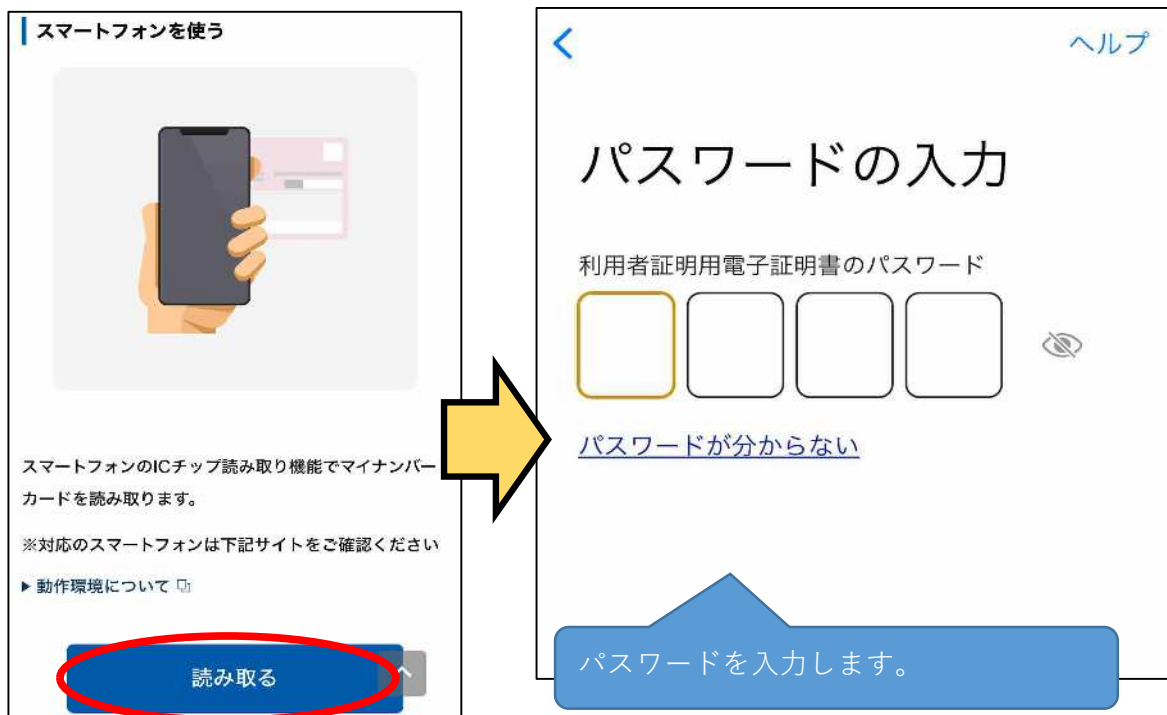 スマートフォンを使う
スマートフォンのICチップ読み取り機能でマイナンバー
カードを読み取ります。
※対応のスマートフォンは下記サイトをご確認ください
▶動作環境について
読み取る
ヘルプ
パスワードの入力
利用者証明用電子証明書のパスワード
パスワードが分からない
パスワードを入力します。